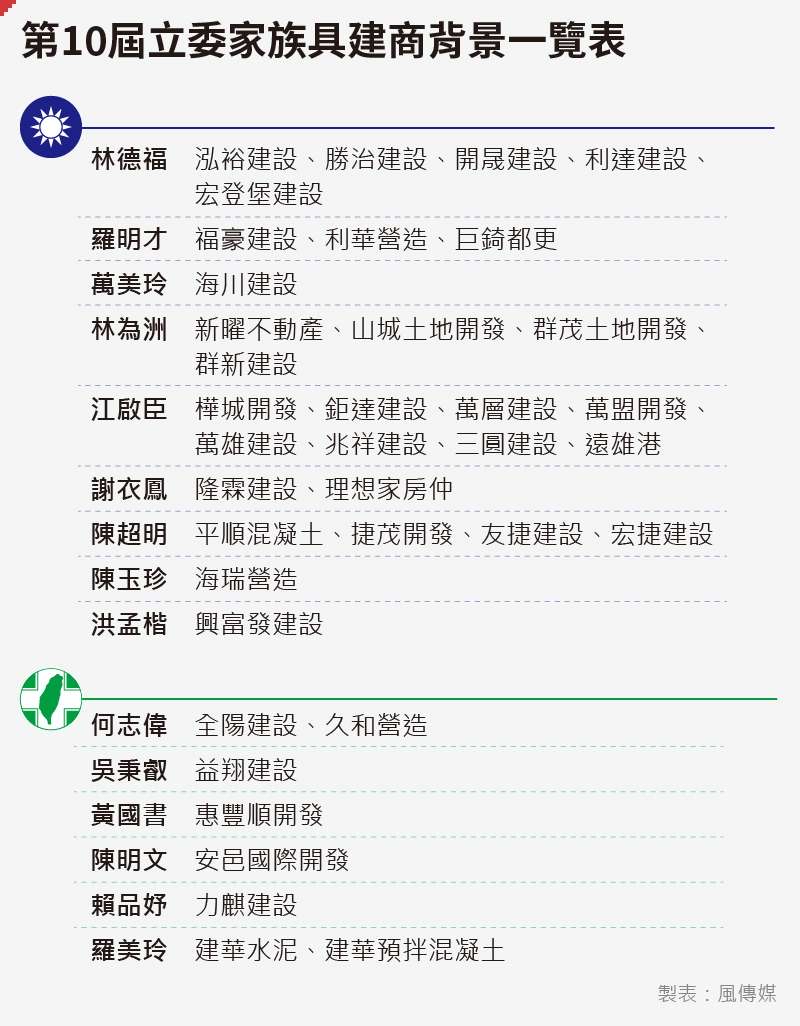 第10屆立委家族具建商背景一覽表
林德福 泓裕建設、勝治建設、開晟建設、利達建設、
宏登堡建設
羅明才 福豪建設、利華營造、巨錡都更
萬美玲 海川建設
林為洲 新曜不動產、山城土地開發、群茂土地開發、
群新建設
江啟臣 樺城開發、鉅達建設、萬層建設、萬盟開發、
萬雄建設、兆祥建設、三圓建設、遠雄港
謝衣鳳 隆霖建設、理想家房仲
陳超明 平順混凝土、捷茂開發、友捷建設、宏捷建設
陳玉珍 海瑞營造
洪孟楷 興富發建設
何志偉 全陽建設、久和營造
吳秉叡 益翔建設
黃國書 惠豐順開發
陳明文 安邑國際開發
賴品妤 力麒建設
羅美玲 建華水泥、建華預拌混凝土
製表：風傳媒